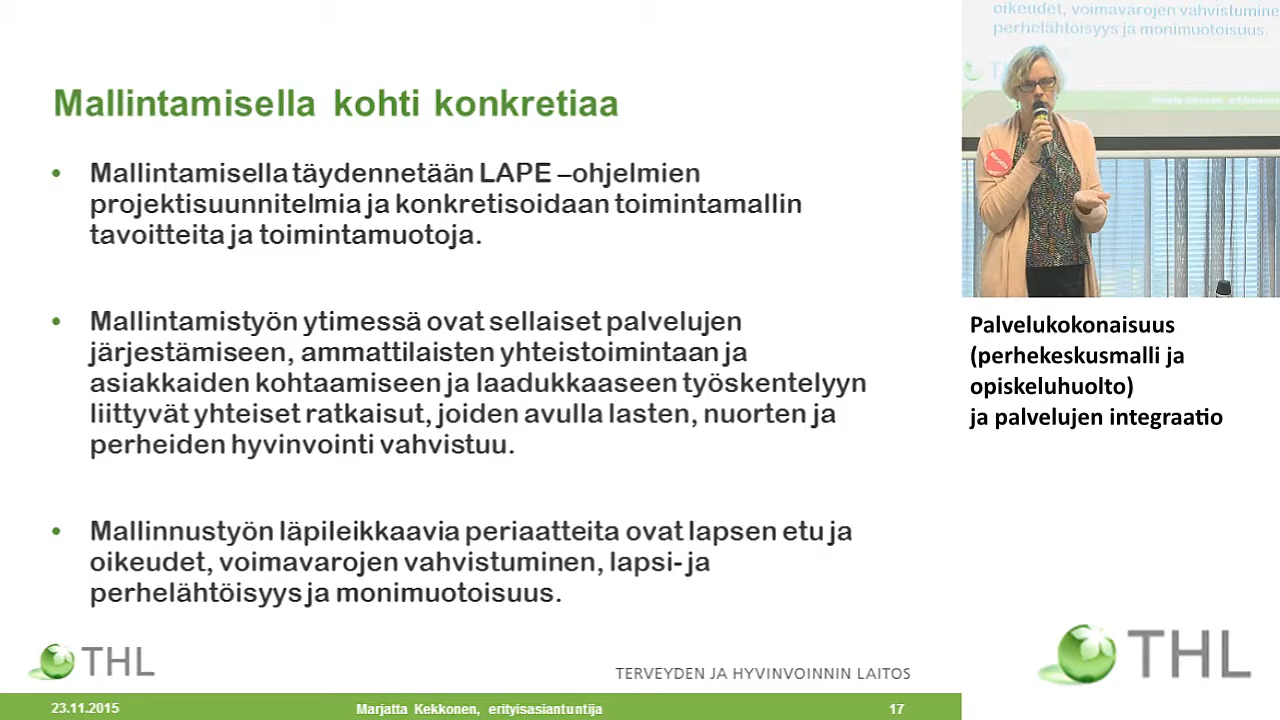 Mallintamisella kohti konkretiaa
• Mallintamisella täydennetään LAPE –ohjelmien
projektisuunnitelmia ja konkretisoidaan toimintamallin
tavoitteita ja toimintamuotoja.
• Mallintamistyön ytimessä ovat sellaiset palvelujen
järjestämiseen, ammattilaisten yhteistoimintaan ja
asiakkaiden kohtaamiseen ja laadukkaaseen työskentelyyn
liittyvät yhteiset ratkaisut, joiden avulla lasten, nuorten ja
perheiden hyvinvointi vahvistuu.
• Mallinnustyön läpileikkaavia periaatteita ovat lapsen etu ja
oikeudet, voimavarojen vahvistuminen, lapsi- ja
perhelähtöisyys ja monimuotoisuus.
THL
TERVEYDEN JA HYVINVOINNIN LAITOS
23.11.2015
Marjatta Kekkonen, erityisasiantuntija
17
oikeudet, voimavarojen vahvistumine
perhelähtöisyys ja monimuotoisuus.
Palvelukokonaisuus
(perhekeskusmalli ja
opiskeluhuolto)
ja palvelujen integraatio
THL